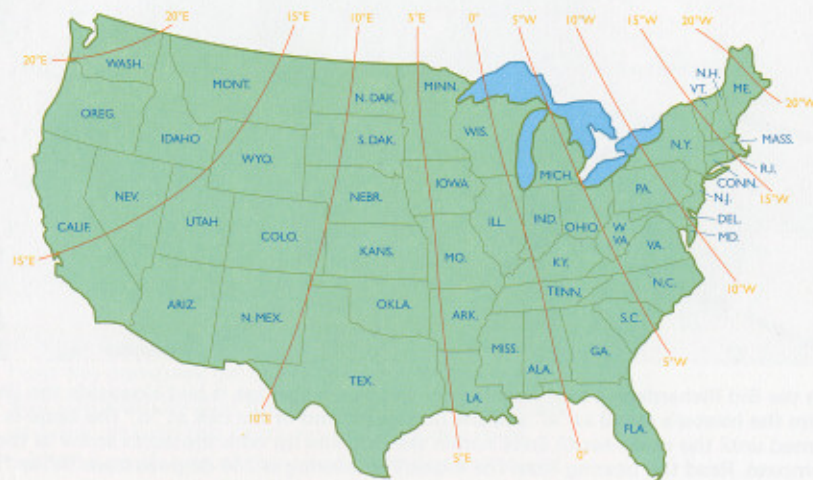 20°E 15°E 10°E 3°E 0° 5°W 10°W 15°W 20°W
20°E WASH. MONT. N. DAK. MINN. N.H. VT. ME.
20°W
OREG. IDAHO WYO. S. DAK. WIS. MICH. N.Y. MASS.
R.I.
CONN.
NEV. NEBR. IOWA PA. N.J.
15°W
CALIF. UTAH COLO. ILL. IND. OHIO W VA. DEL.
MD.
15°E KANS. MO. KY. VA.
ARIZ. N. MEX. OKLA. ARK. TENN. N.C.
10°W
S.C.
MISS. ALA. GA.
5°W
TEX. LA.
10°E
FLA.
5°E 0°